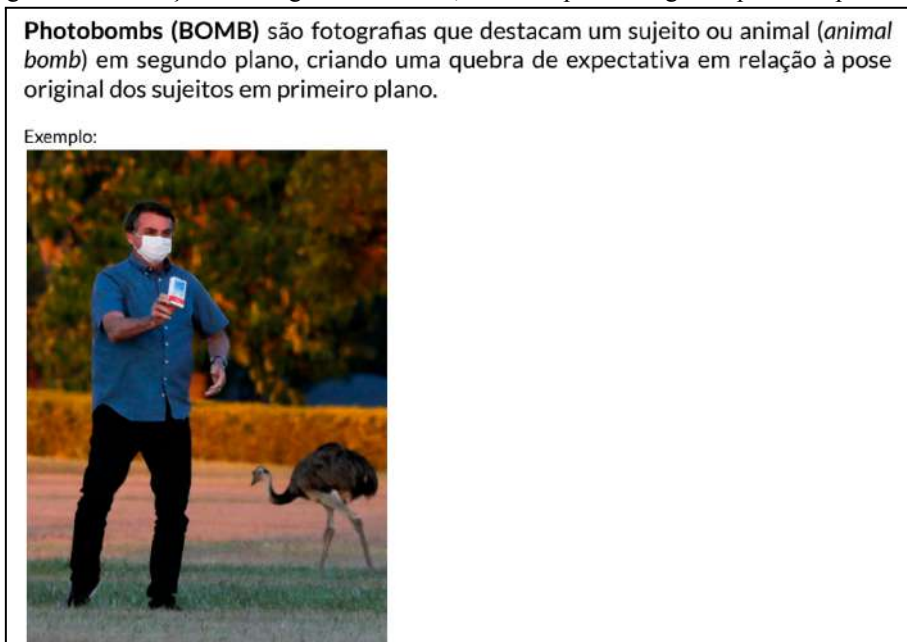 Photobombs (BOMB) são fotografias que destacam um sujeito ou animal (animal
bomb) em segundo plano, criando uma quebra de expectativa em relação à pose
original dos sujeitos em primeiro plano.
Exemplo: